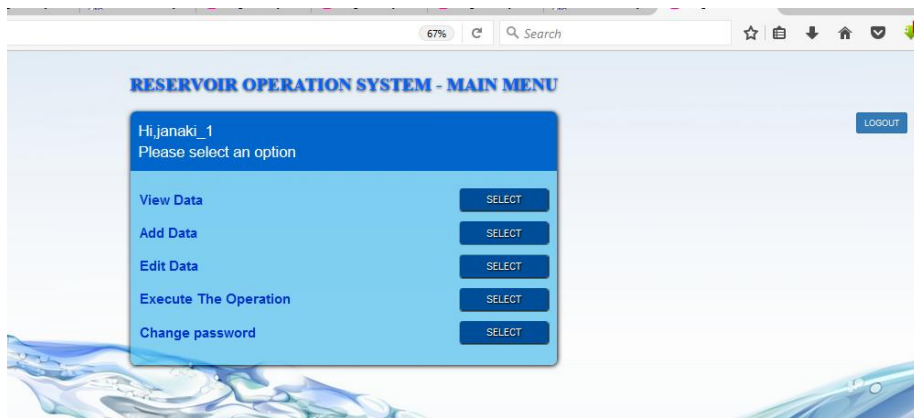 67%
Search
RESERVOIR OPERATION SYSTEM - MAIN MENU
LOGOUT
Hi,janaki_1
Please select an option
View Data SELECT
Add Data SELECT
Edit Data SELECT
Execute The Operation SELECT
Change password SELECT